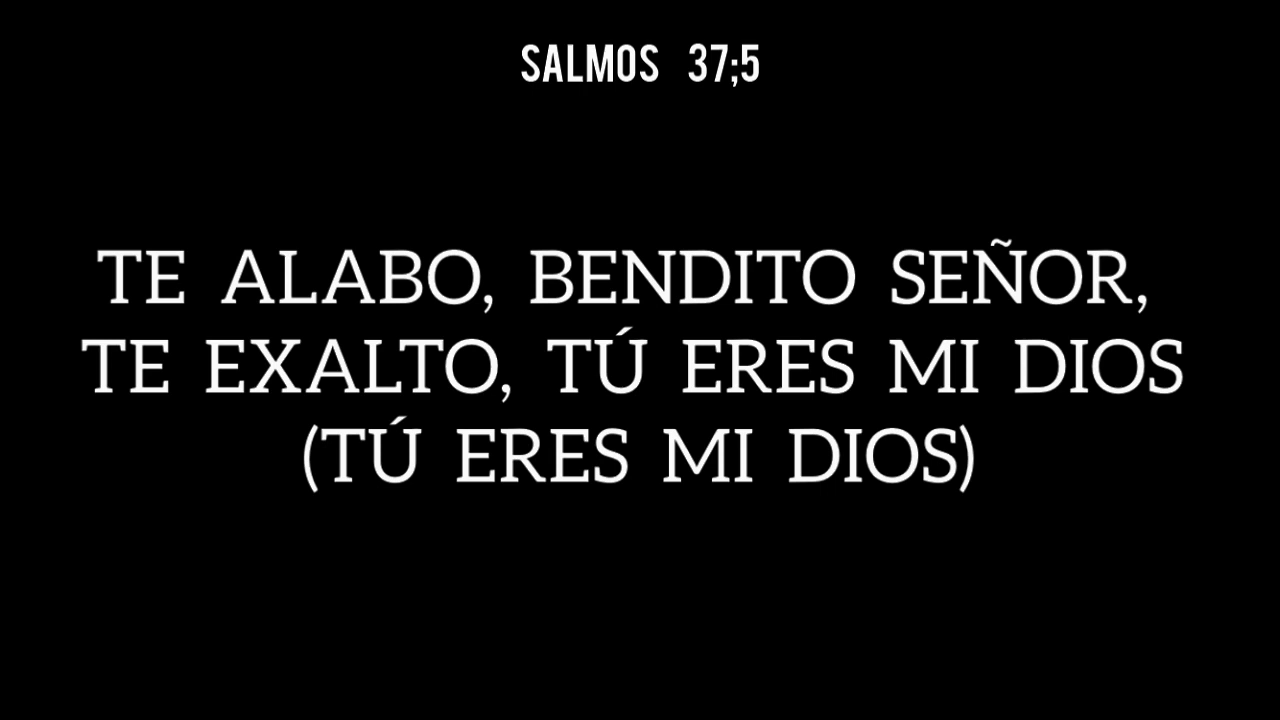 SALMOS 37;5
TE ALABO, BENDITO SEÑOR,
TE EXALTO, TÚ ERES MI DIOS
(TÚ ERES MI DIOS)